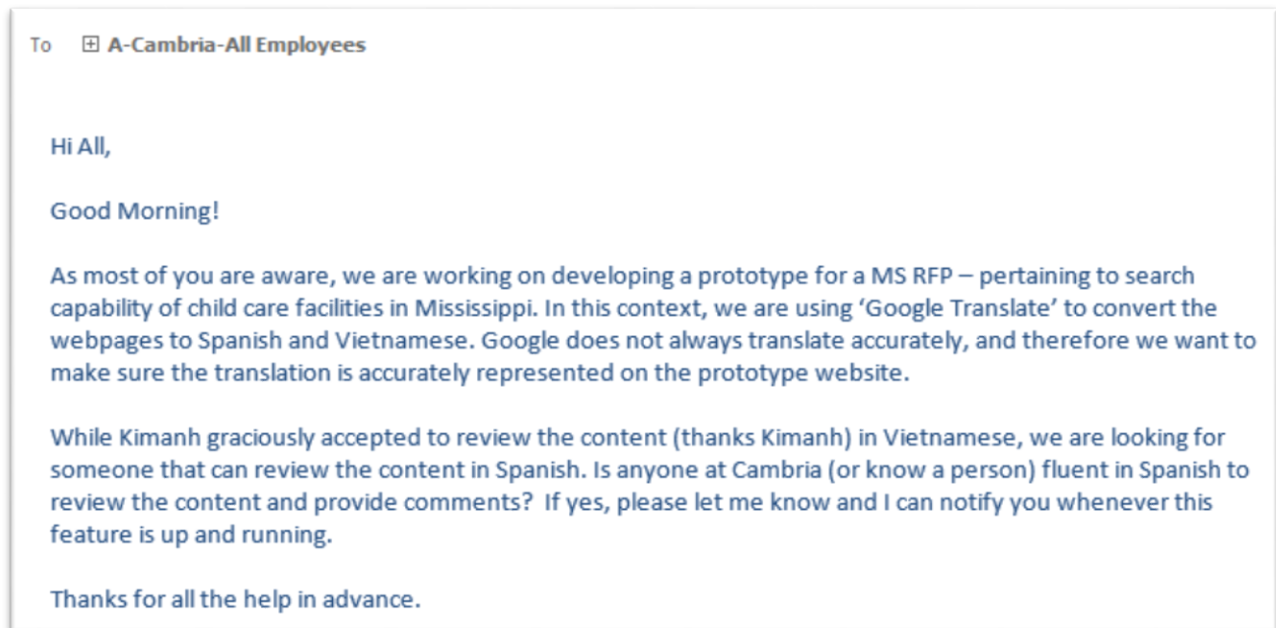 To A-Cambria-All Employees
Hi All,
Good Morning!
As most of you are aware, we are working on developing a prototype for a MS RFP – pertaining to search
capability of child care facilities in Mississippi. In this context, we are using ‘Google Translate’ to convert the
webpages to Spanish and Vietnamese. Google does not always translate accurately, and therefore we want to
make sure the translation is accurately represented on the prototype website.
While Kimanh graciously accepted to review the content (thanks Kimanh) in Vietnamese, we are looking for
someone that can review the content in Spanish. Is anyone at Cambria (or know a person) fluent in Spanish to
review the content and provide comments?  If yes, please let me know and I can notify you whenever this
feature is up and running.
Thanks for all the help in advance.